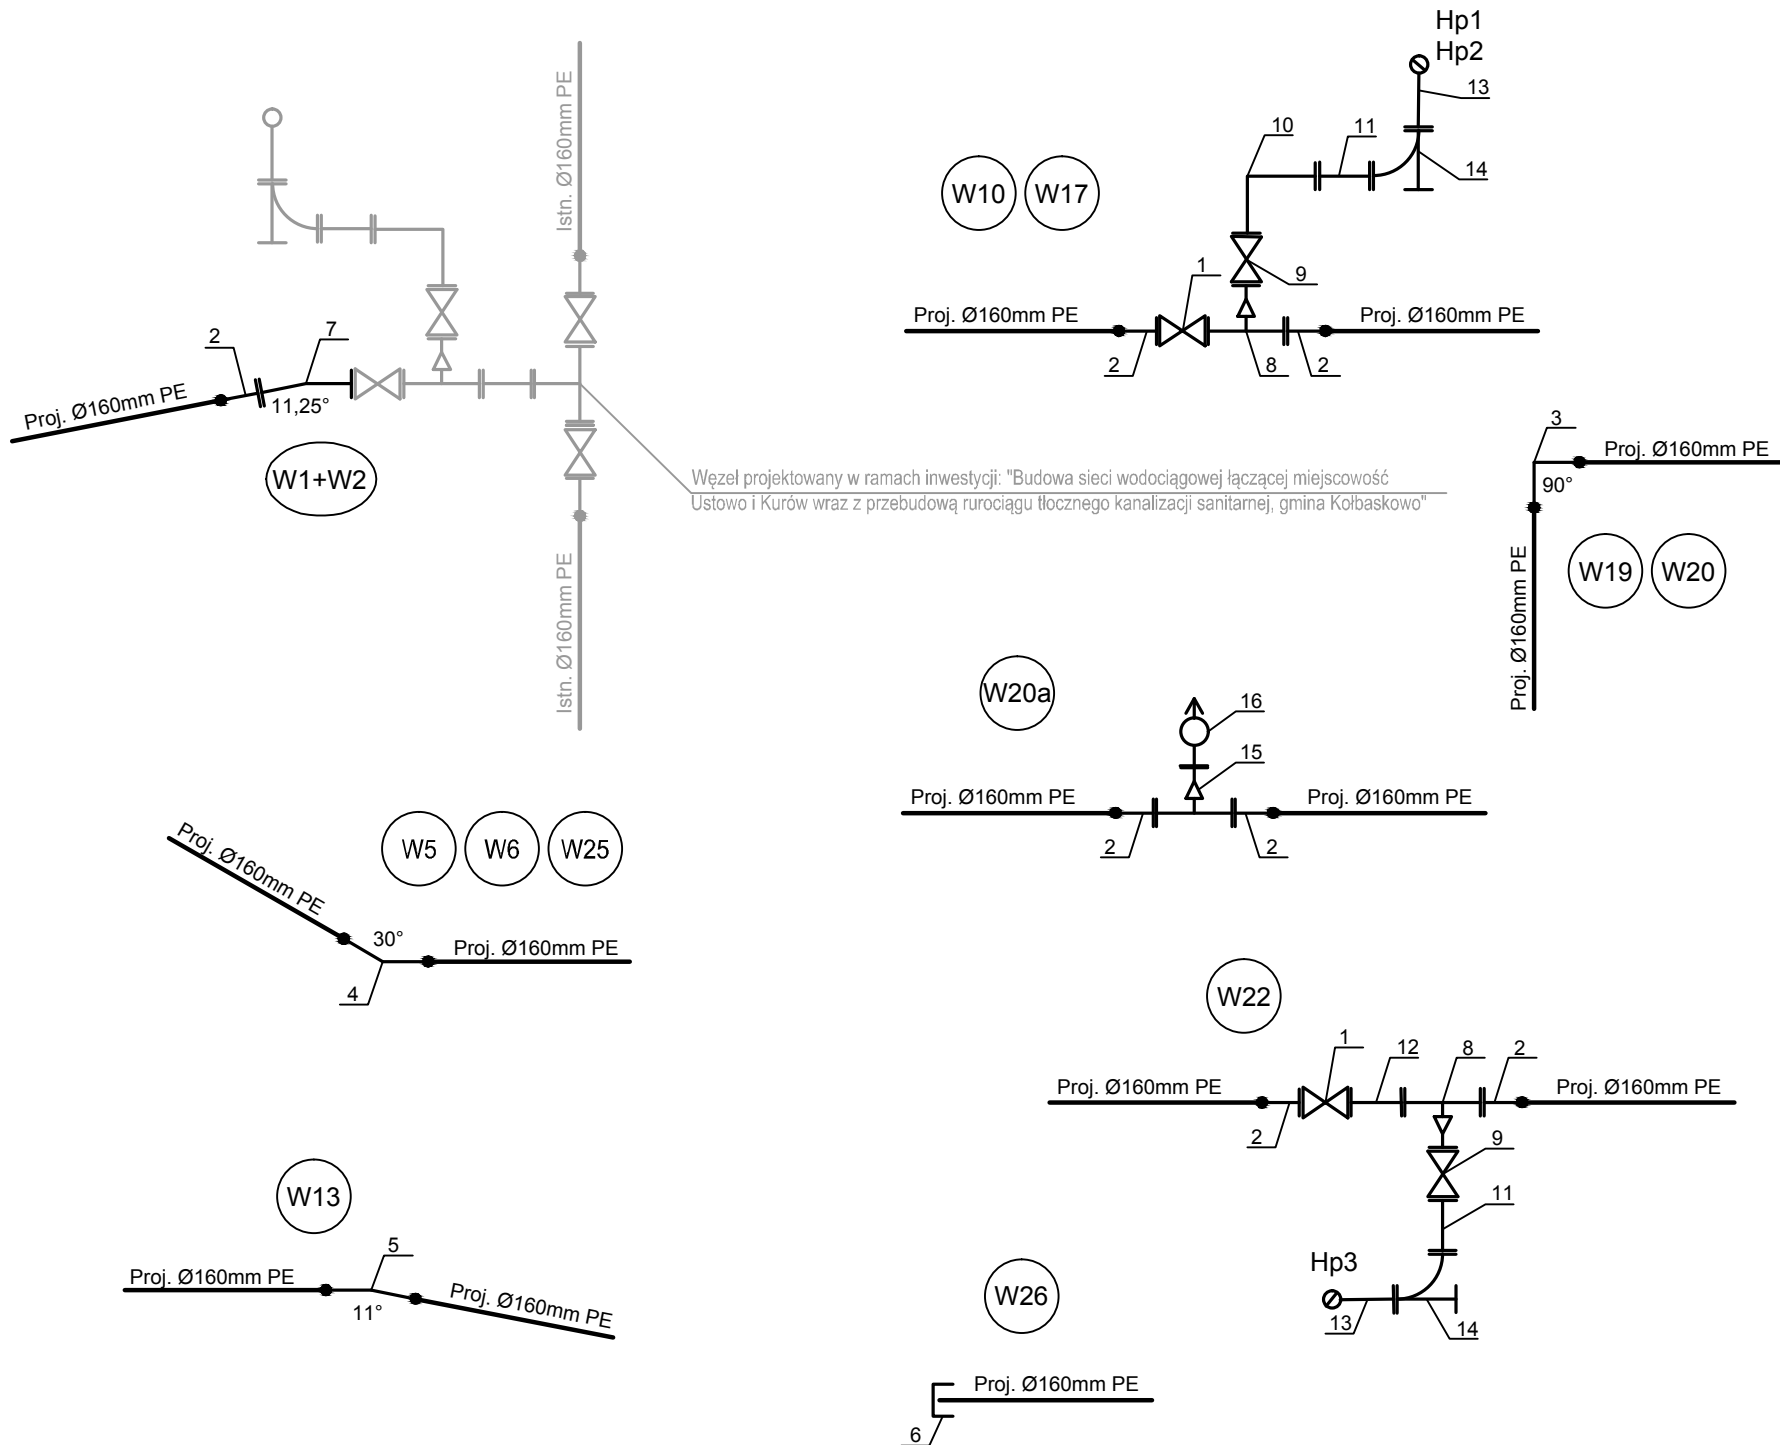 Hp1
Hp2
13
10
11
14
W10
W17
9
1
Proj. Ø160mm PE
Proj. Ø160mm PE
2
8
2
Istn. Ø160mm PE
2
7
Proj. Ø160mm PE
11,25°
W1+W2
Węzeł projektowany w ramach inwestycji: "Budowa sieci wodociągowej łączącej miejscowość
Ustowo i Kurów wraz z przebudową rurociągu tłocznego kanalizacji sanitarnej, gmina Kołbaskowo"
Istn. Ø160mm PE
3
Proj. Ø160mm PE
90°
Proj. Ø160mm PE
W19
W20
W20a
16
15
Proj. Ø160mm PE
Proj. Ø160mm PE
2
2
W5
W6
W25
Proj. Ø160mm PE
30°
Proj. Ø160mm PE
4
W22
1
12
8
2
Proj. Ø160mm PE
Proj. Ø160mm PE
2
9
11
Hp3
13
14
W13
5
Proj. Ø160mm PE
11°
Proj. Ø160mm PE
W26
Proj. Ø160mm PE
6